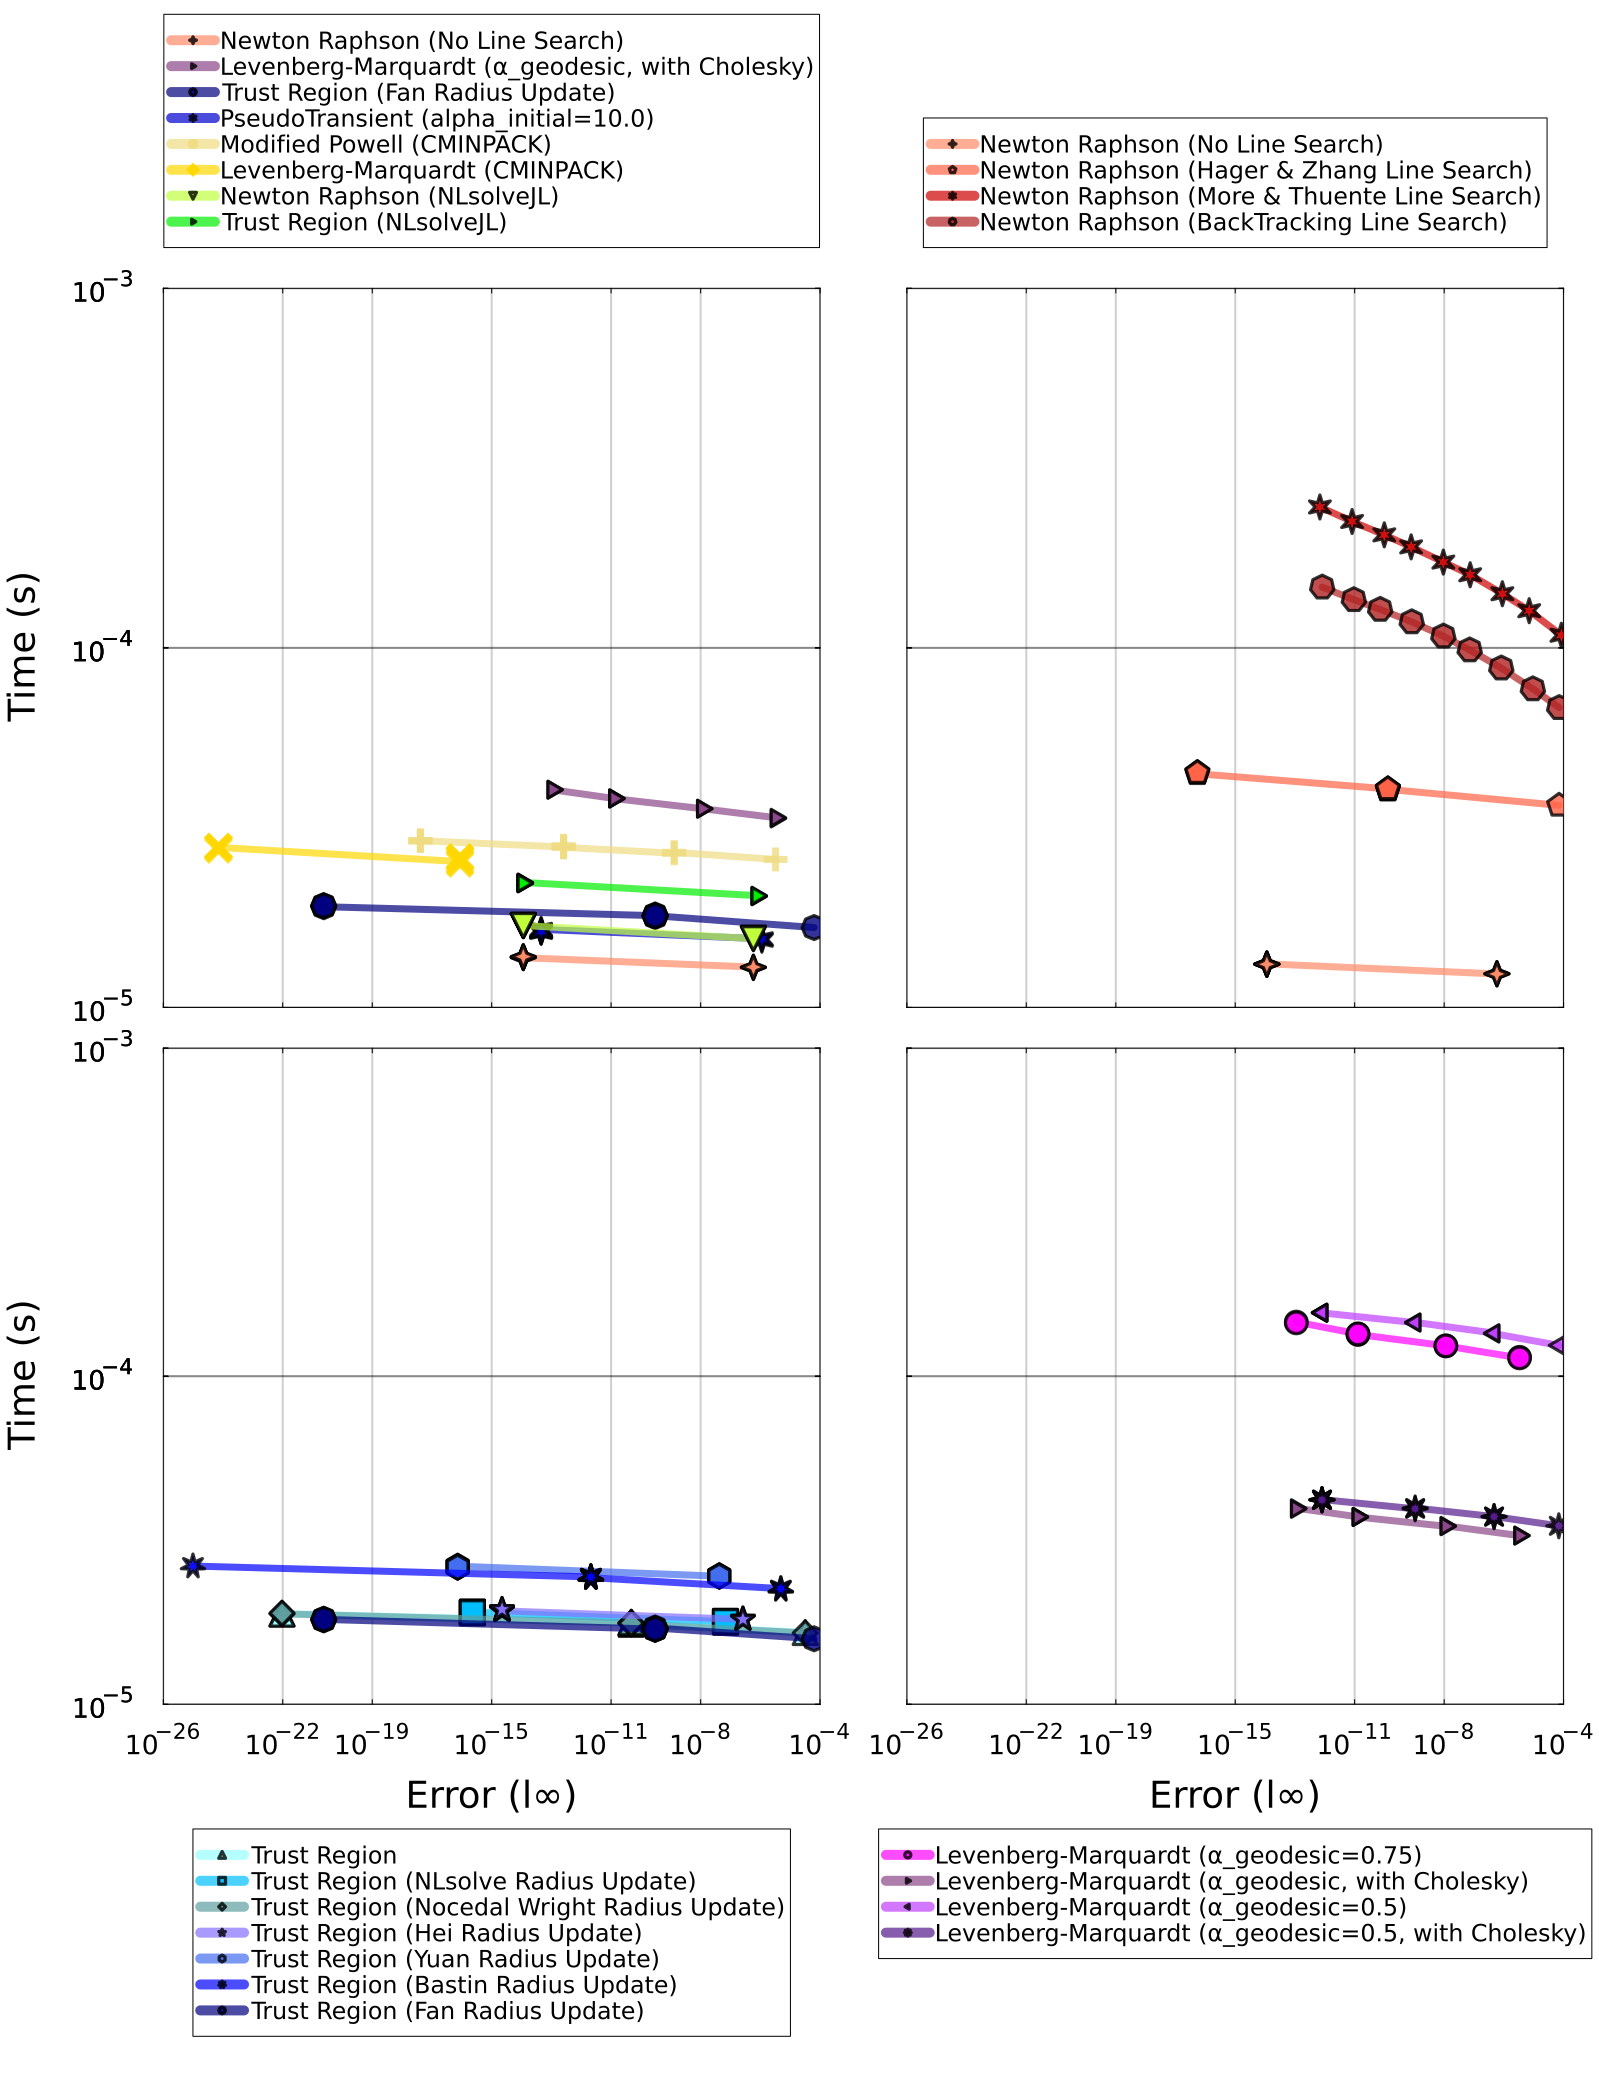 Newton Raphson (No Line Search)
Levenberg-Marquardt (α_geodesic, with Cholesky)
Trust Region (Fan Radius Update)
PseudoTransient (alpha_initial=10.0)
Modified Powell (CMINPACK)
Levenberg-Marquardt (CMINPACK)
Newton Raphson (NLsolveJL)
Trust Region (NLsolveJL)
Newton Raphson (No Line Search)
Newton Raphson (Hager & Zhang Line Search)
Newton Raphson (More & Thuente Line Search)
Newton Raphson (BackTracking Line Search)
10⁻³
10⁻⁴
10⁻⁵
Time (s)
10⁻³
10⁻⁴
10⁻⁵
Time (s)
10⁻²⁶ 10⁻²² 10⁻¹⁹ 10⁻¹⁵ 10⁻¹¹ 10⁻⁸ 10⁻⁴
Error (l∞)
10⁻²⁶ 10⁻²² 10⁻¹⁹ 10⁻¹⁵ 10⁻¹¹ 10⁻⁸ 10⁻⁴
Error (l∞)
Trust Region
Trust Region (NLsolve Radius Update)
Trust Region (Nocedal Wright Radius Update)
Trust Region (Hei Radius Update)
Trust Region (Yuan Radius Update)
Trust Region (Bastin Radius Update)
Trust Region (Fan Radius Update)
Levenberg-Marquardt (α_geodesic=0.75)
Levenberg-Marquardt (α_geodesic, with Cholesky)
Levenberg-Marquardt (α_geodesic=0.5)
Levenberg-Marquardt (α_geodesic=0.5, with Cholesky)